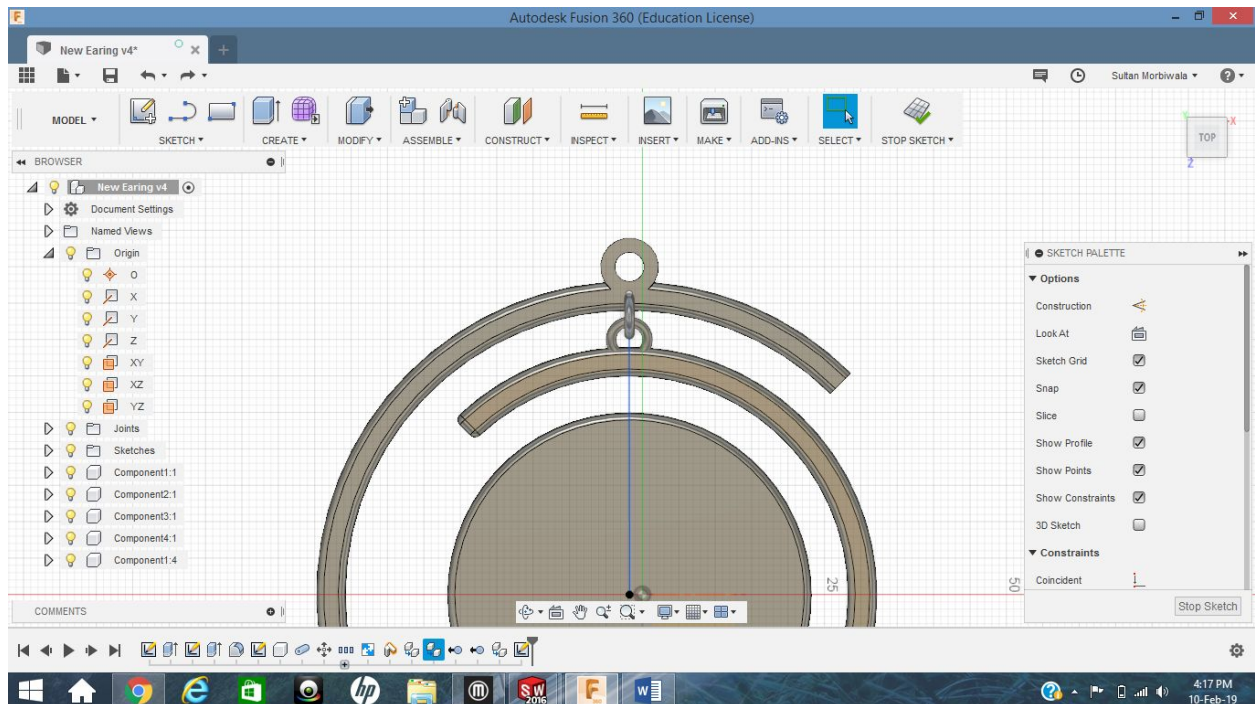 Autodesk Fusion 360 (Education License)
New Earing v4*
Sultan Morbiwala
MODEL
SKETCH CREATE MODIFY ASSEMBLE CONSTRUCT INSPECT INSERT MAKE ADD-INS SELECT STOP SKETCH
TOP
X
Z
BROWSER
New Earing v4
Document Settings
Named Views
Origin
O
X
Y
Z
XY
XZ
YZ
Joints
Sketches
Component1:1
Component2:1
Component3:1
Component4:1
Component1:4
25
50
SKETCH PALETTE
Options
Construction
Look At
Sketch Grid
Snap
Slice
Show Profile
Show Points
Show Constraints
3D Sketch
Constraints
Coincident
Stop Sketch
COMMENTS
hp
SW
2016
F
W
4:17 PM
10-Feb-19